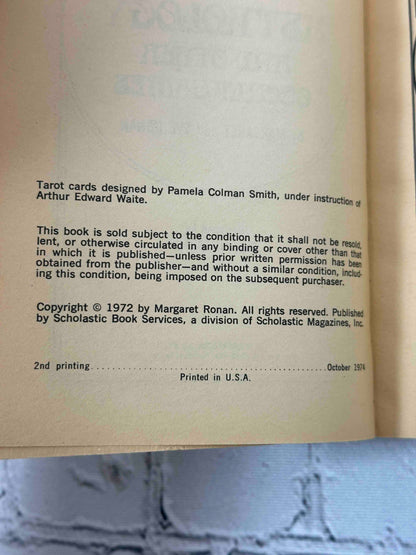 Tarot cards designed by Pamela Colman Smith, under instruction of
Arthur Edward Waite.
This book is sold subject to the condition that it shall not be resold,
lent, or otherwise circulated in any binding or cover other than that
in which it is published—unless prior written permission has been
obtained from the publisher—and without a similar condition, includ-
ing this condition, being imposed on the subsequent purchaser.
Copyright © 1972 by Margaret Ronan. All rights reserved. Published
by Scholastic Book Services, a division of Scholastic Magazines, Inc.
2nd printing..............................................October 1974
Printed in U.S.A.